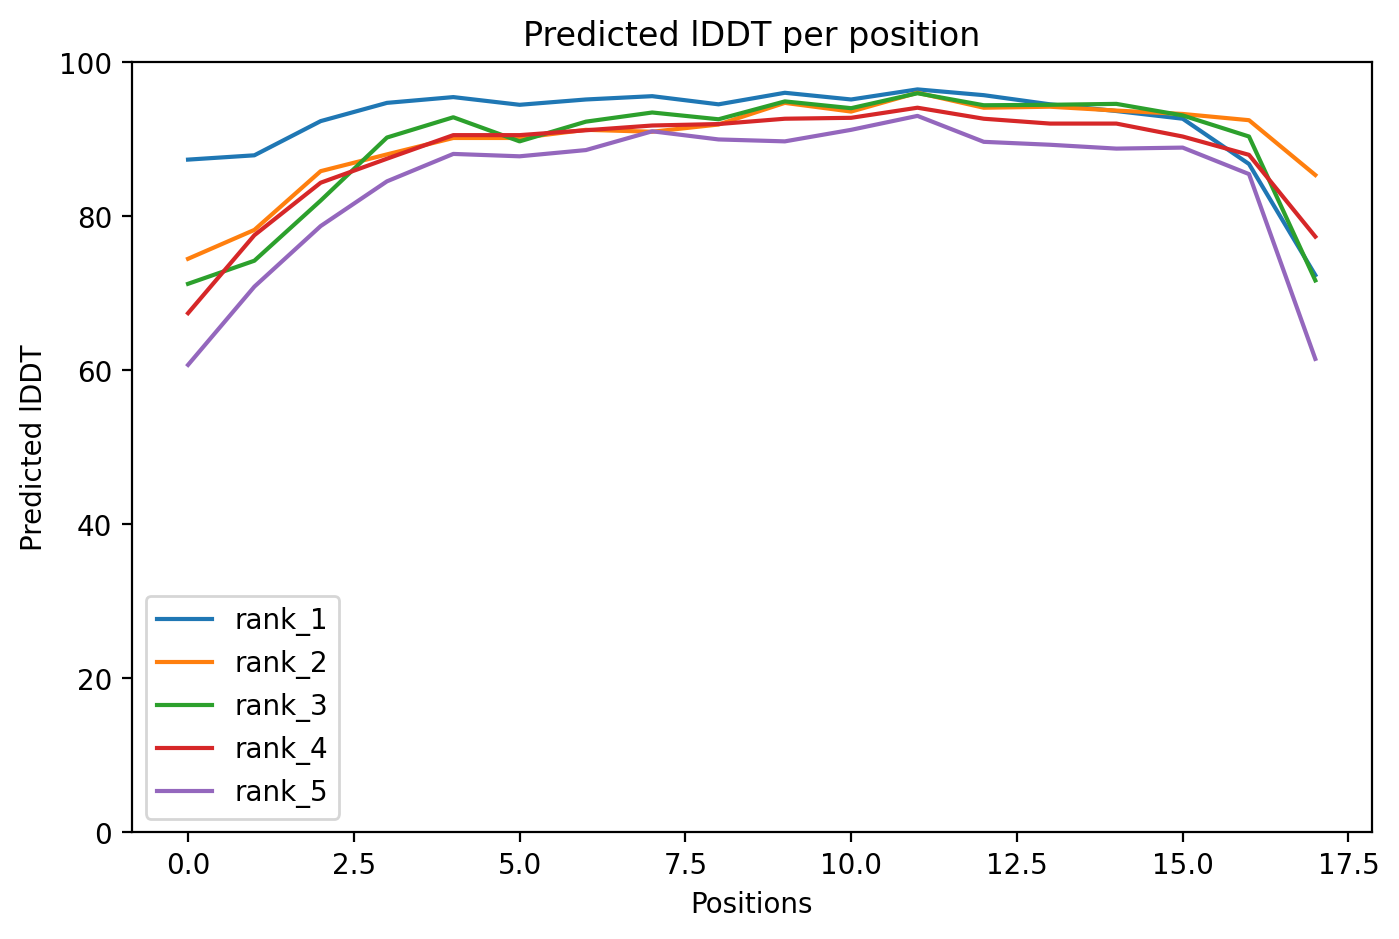 Predicted lDDT per position
100
80
60
40
20
0
Predicted lDDT
rank_1
rank_2
rank_3
rank_4
rank_5
0.0 2.5 5.0 7.5 10.0 12.5 15.0 17.5
Positions